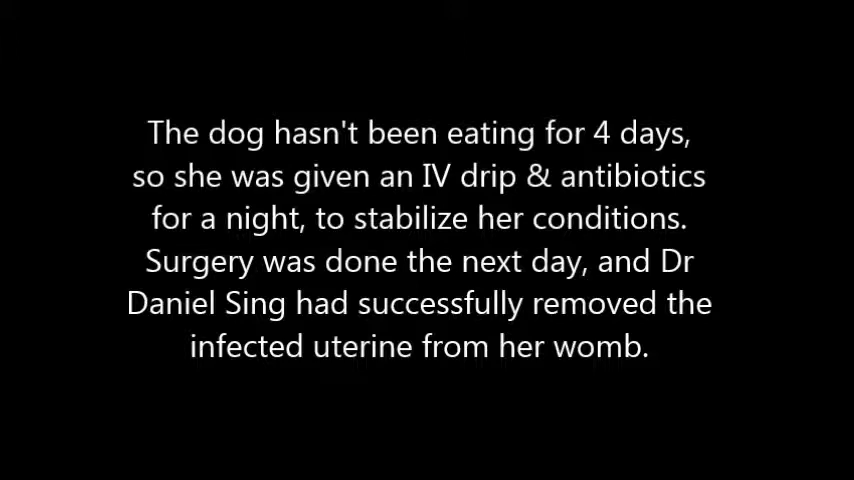 The dog hasn't been eating for 4 days,
so she was given an IV drip & antibiotics
for a night, to stabilize her conditions.
Surgery was done the next day, and Dr
Daniel Sing had successfully removed the
infected uterine from her womb.